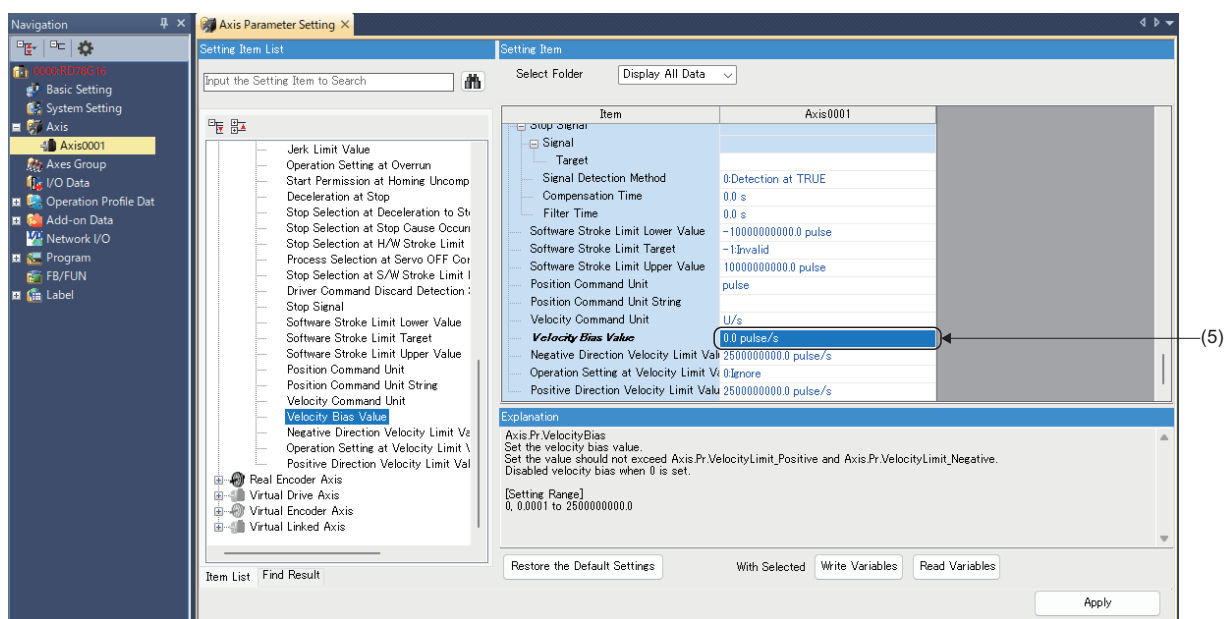 Navigation
0000:RD78G16
Basic Setting
System Setting
Axis
Axis0001
Axes Group
I/O Data
Operation Profile Dat
Add-on Data
Network I/O
Program
FB/FUN
Label
Axis Parameter Setting
Setting Item List
Input the Setting Item to Search
Jerk Limit Value
Operation Setting at Overrun
Start Permission at Homing Uncomp
Deceleration at Stop
Stop Selection at Deceleration to St
Stop Selection at Stop Cause Occur
Stop Selection at H/W Stroke Limit
Process Selection at Servo OFF Cor
Stop Selection at S/W Stroke Limit
Driver Command Discard Detection
Stop Signal
Software Stroke Limit Lower Value
Software Stroke Limit Target
Software Stroke Limit Upper Value
Position Command Unit
Position Command Unit String
Velocity Command Unit
Velocity Bias Value
Negative Direction Velocity Limit Va
Operation Setting at Velocity Limit
Positive Direction Velocity Limit Val
Real Encoder Axis
Virtual Drive Axis
Virtual Encoder Axis
Virtual Linked Axis
Item List Find Result
Setting Item
Select Folder Display All Data
Item Axis0001
Stop Signal
Signal
Target
Signal Detection Method 0:Detection at TRUE
Compensation Time 0.0 s
Filter Time 0.0 s
Software Stroke Limit Lower Value -10000000000.0 pulse
Software Stroke Limit Target -1:Invalid
Software Stroke Limit Upper Value 10000000000.0 pulse
Position Command Unit pulse
Position Command Unit String
Velocity Command Unit U/s
Velocity Bias Value 0.0 pulse/s
(5)
Negative Direction Velocity Limit Val 2500000000.0 pulse/s
Operation Setting at Velocity Limit V 0:Ignore
Positive Direction Velocity Limit Valu 2500000000.0 pulse/s
Explanation
Axis.Pr.VelocityBias
Set the velocity bias value.
Set the value should not exceed Axis.Pr.VelocityLimit_Positive and Axis.Pr.VelocityLimit_Negative.
Disabled velocity bias when 0 is set.
[Setting Range]
0, 0.0001 to 2500000000.0
Restore the Default Settings With Selected Write Variables Read Variables
Apply